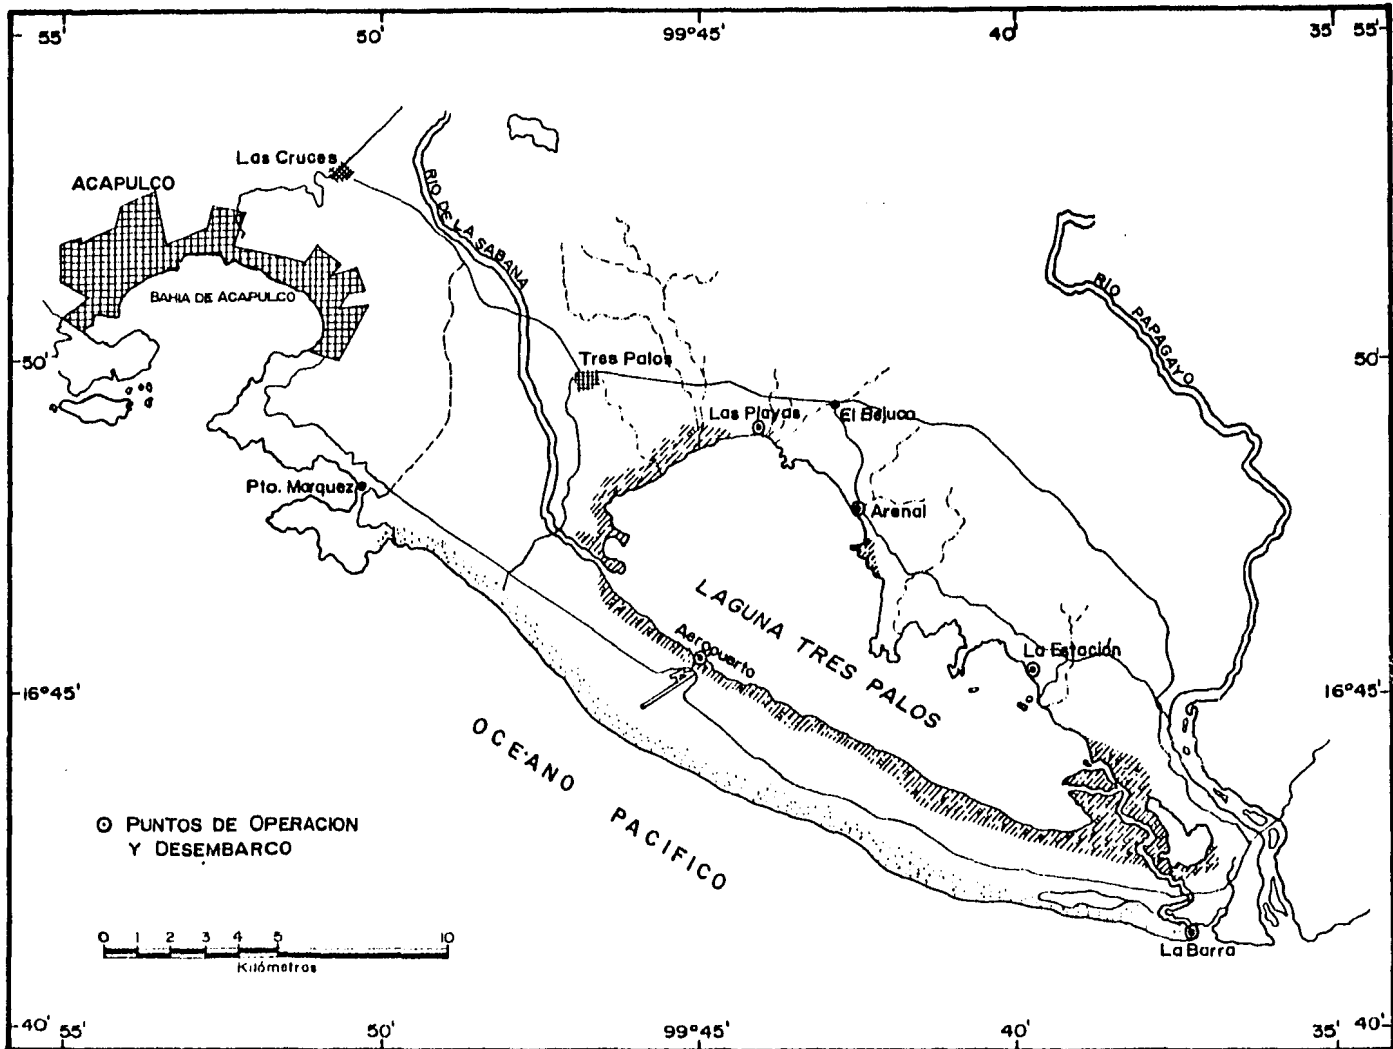 55' 50' 99°45' 40' 35' 55'
Las Cruces
ACAPULCO
RIO DE LA SABANA
BAHIA DE ACAPULCO
RIO PAPAGAYO
50' 50'
Tres Palos
Las Playas
El Bejuco
Pto. Marquez
Arenal
LAGUNA TRES PALOS
Aeropuerto
La Estación
16°45' 16°45'
OCEANO PACIFICO
PUNTOS DE OPERACION
Y DESEMBARCO
0 1 2 3 4 5 10
Kilómetros
La Barra
40' 55' 50' 99°45' 40' 35' 40'